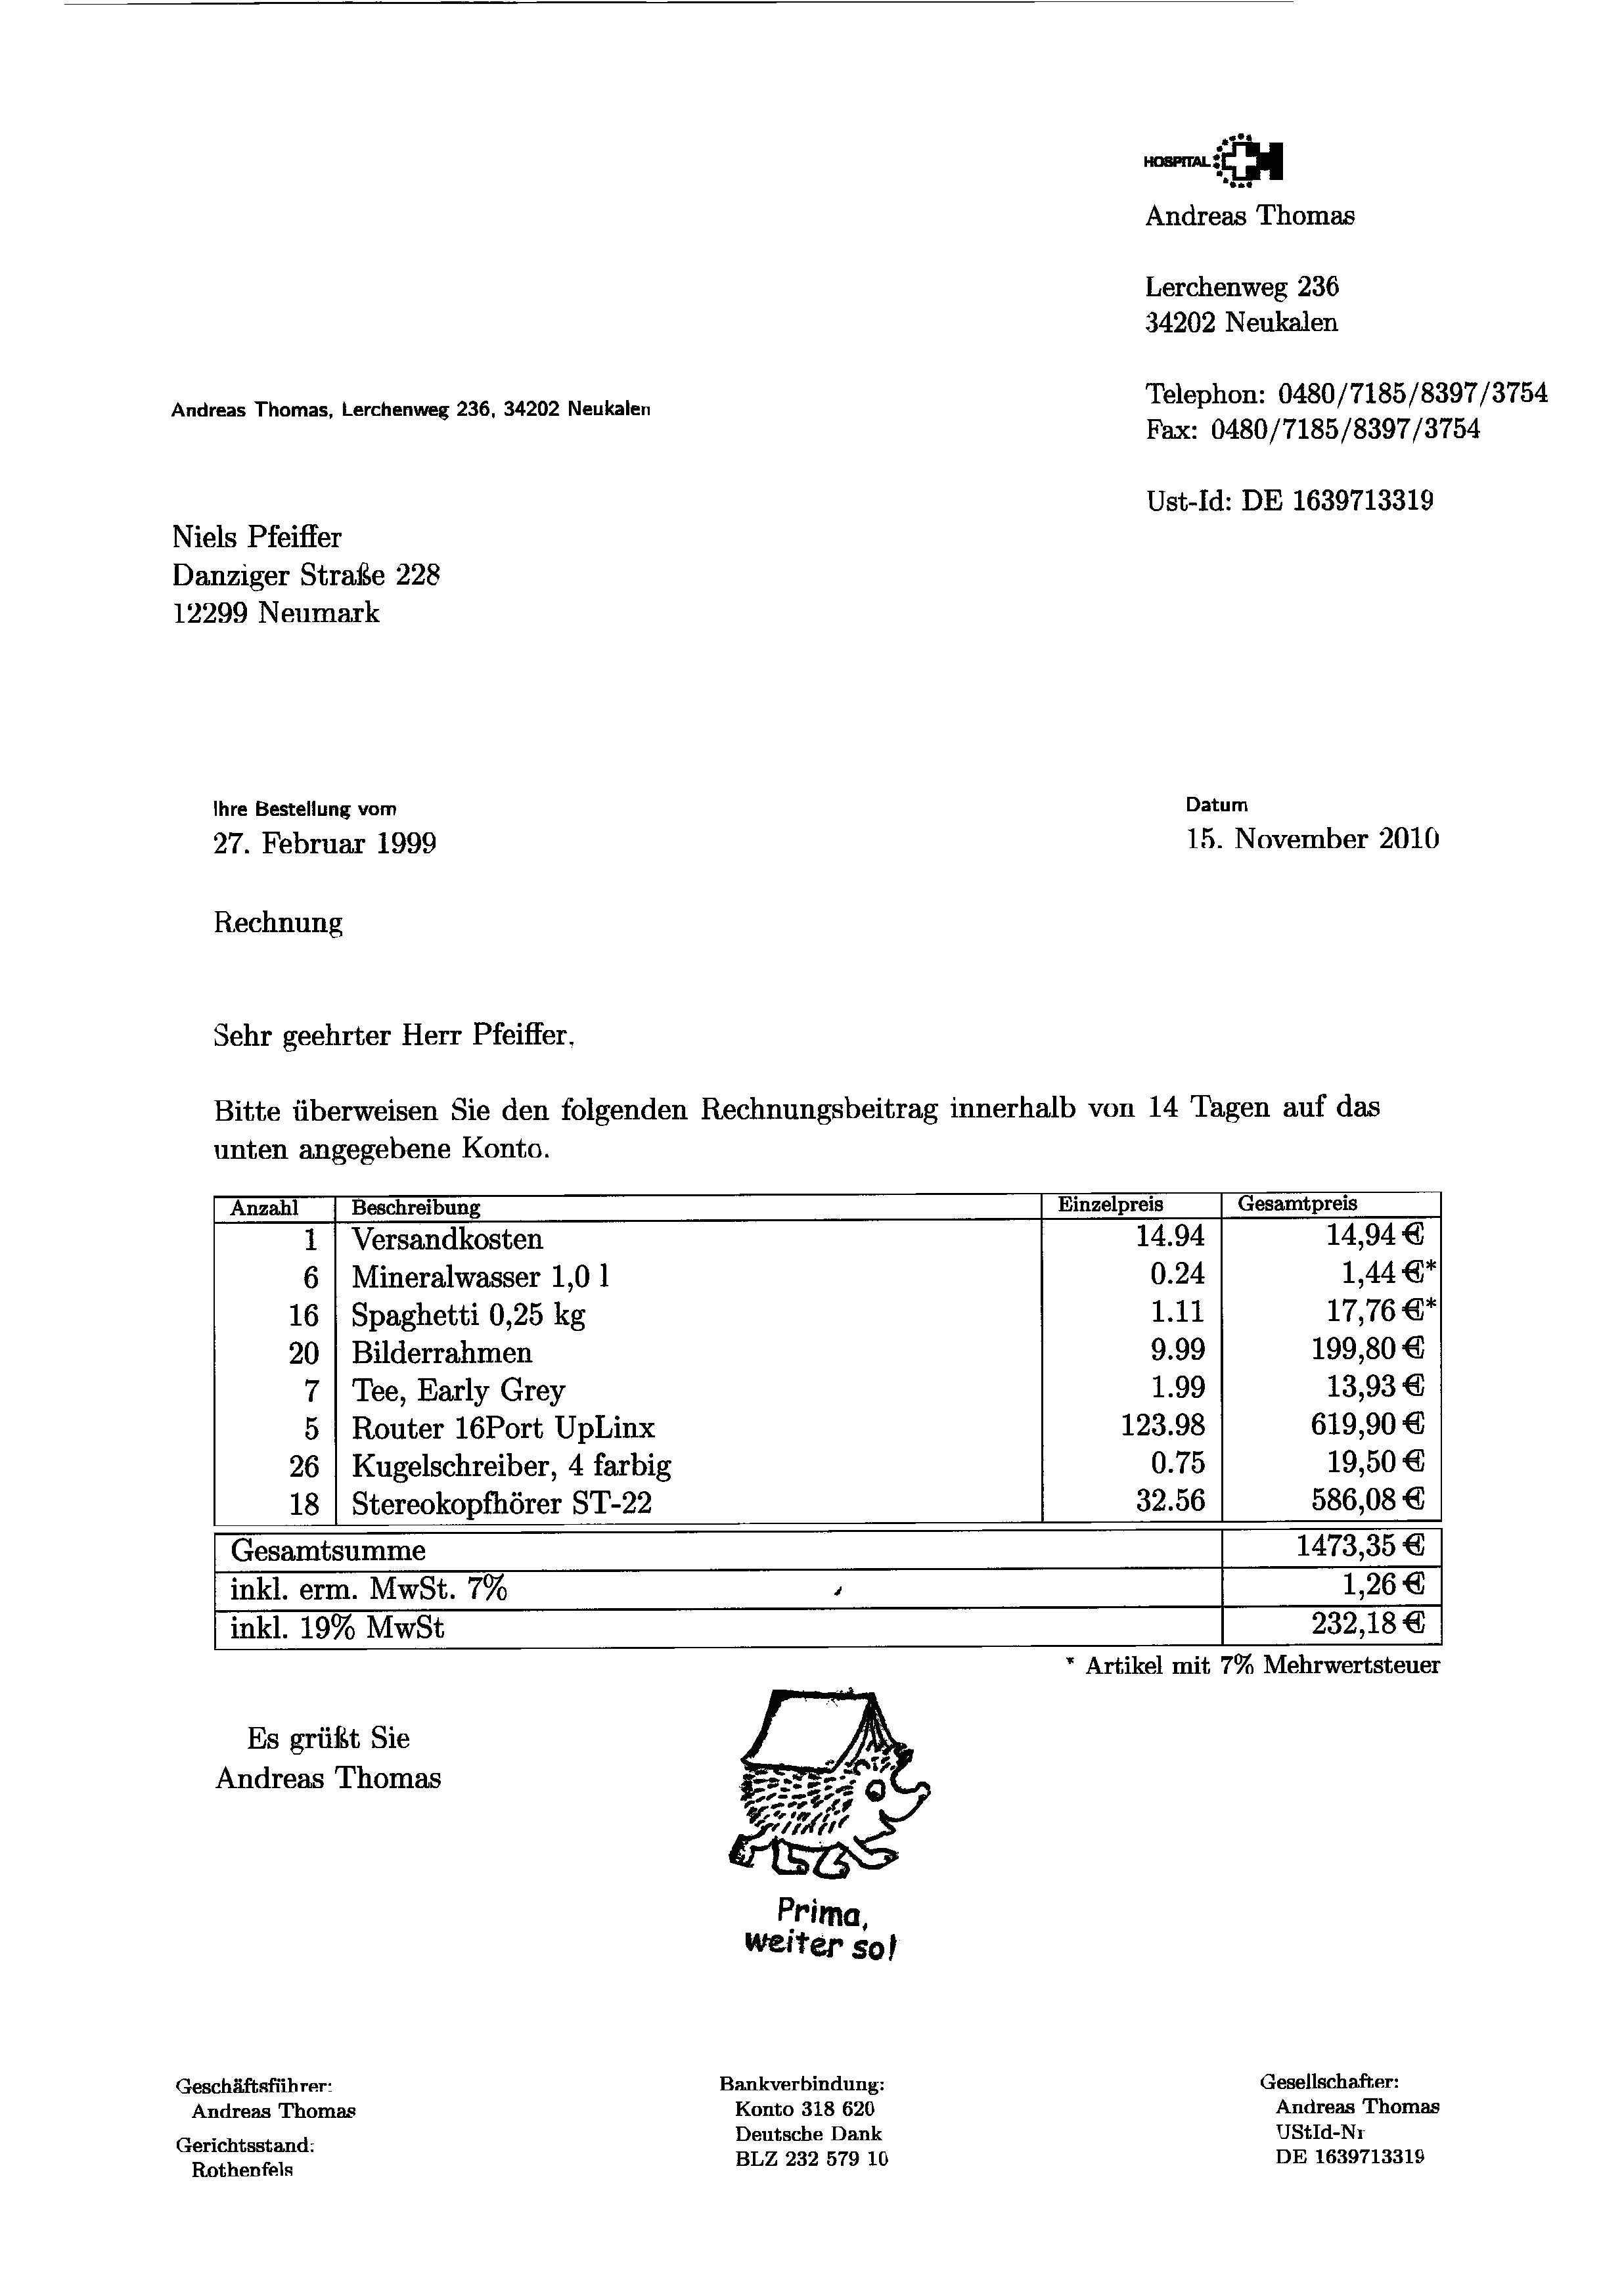 HOSPITAL
Andreas Thomas
Lerchenweg 236
34202 Neukalen
Telephon: 0480/7185/8397/3754
Fax: 0480/7185/8397/3754
Ust-Id: DE 1639713319
Andreas Thomas, Lerchenweg 236, 34202 Neukalen
Niels Pfeiffer
Danziger Straße 228
12299 Neumark
Ihre Bestellung vom
27. Februar 1999
Datum
15. November 2010
Rechnung
Sehr geehrter Herr Pfeiffer,
Bitte überweisen Sie den folgenden Rechnungsbeitrag innerhalb von 14 Tagen auf das
unten angegebene Konto.
Anzahl Beschreibung Einzelpreis Gesamtpreis
1 Versandkosten 14.94 14,94 €
6 Mineralwasser 1,0 l 0.24 1,44 €*
16 Spaghetti 0,25 kg 1.11 17,76 €*
20 Bilderrahmen 9.99 199,80 €
7 Tee, Early Grey 1.99 13,93 €
5 Router 16Port UpLinx 123.98 619,90 €
26 Kugelschreiber, 4 farbig 0.75 19,50 €
18 Stereokopfhörer ST-22 32.56 586,08 €
Gesamtsumme 1473,35 €
inkl. erm. MwSt. 7% 1,26 €
inkl. 19% MwSt 232,18 €
* Artikel mit 7% Mehrwertsteuer
Es grüßt Sie
Andreas Thomas
Prima,
weiter so!
Geschäftsführer:
Andreas Thomas
Gerichtsstand:
Rothenfels
Bankverbindung:
Konto 318 620
Deutsche Dank
BLZ 232 579 10
Gesellschafter:
Andreas Thomas
UStId-Nr
DE 1639713319